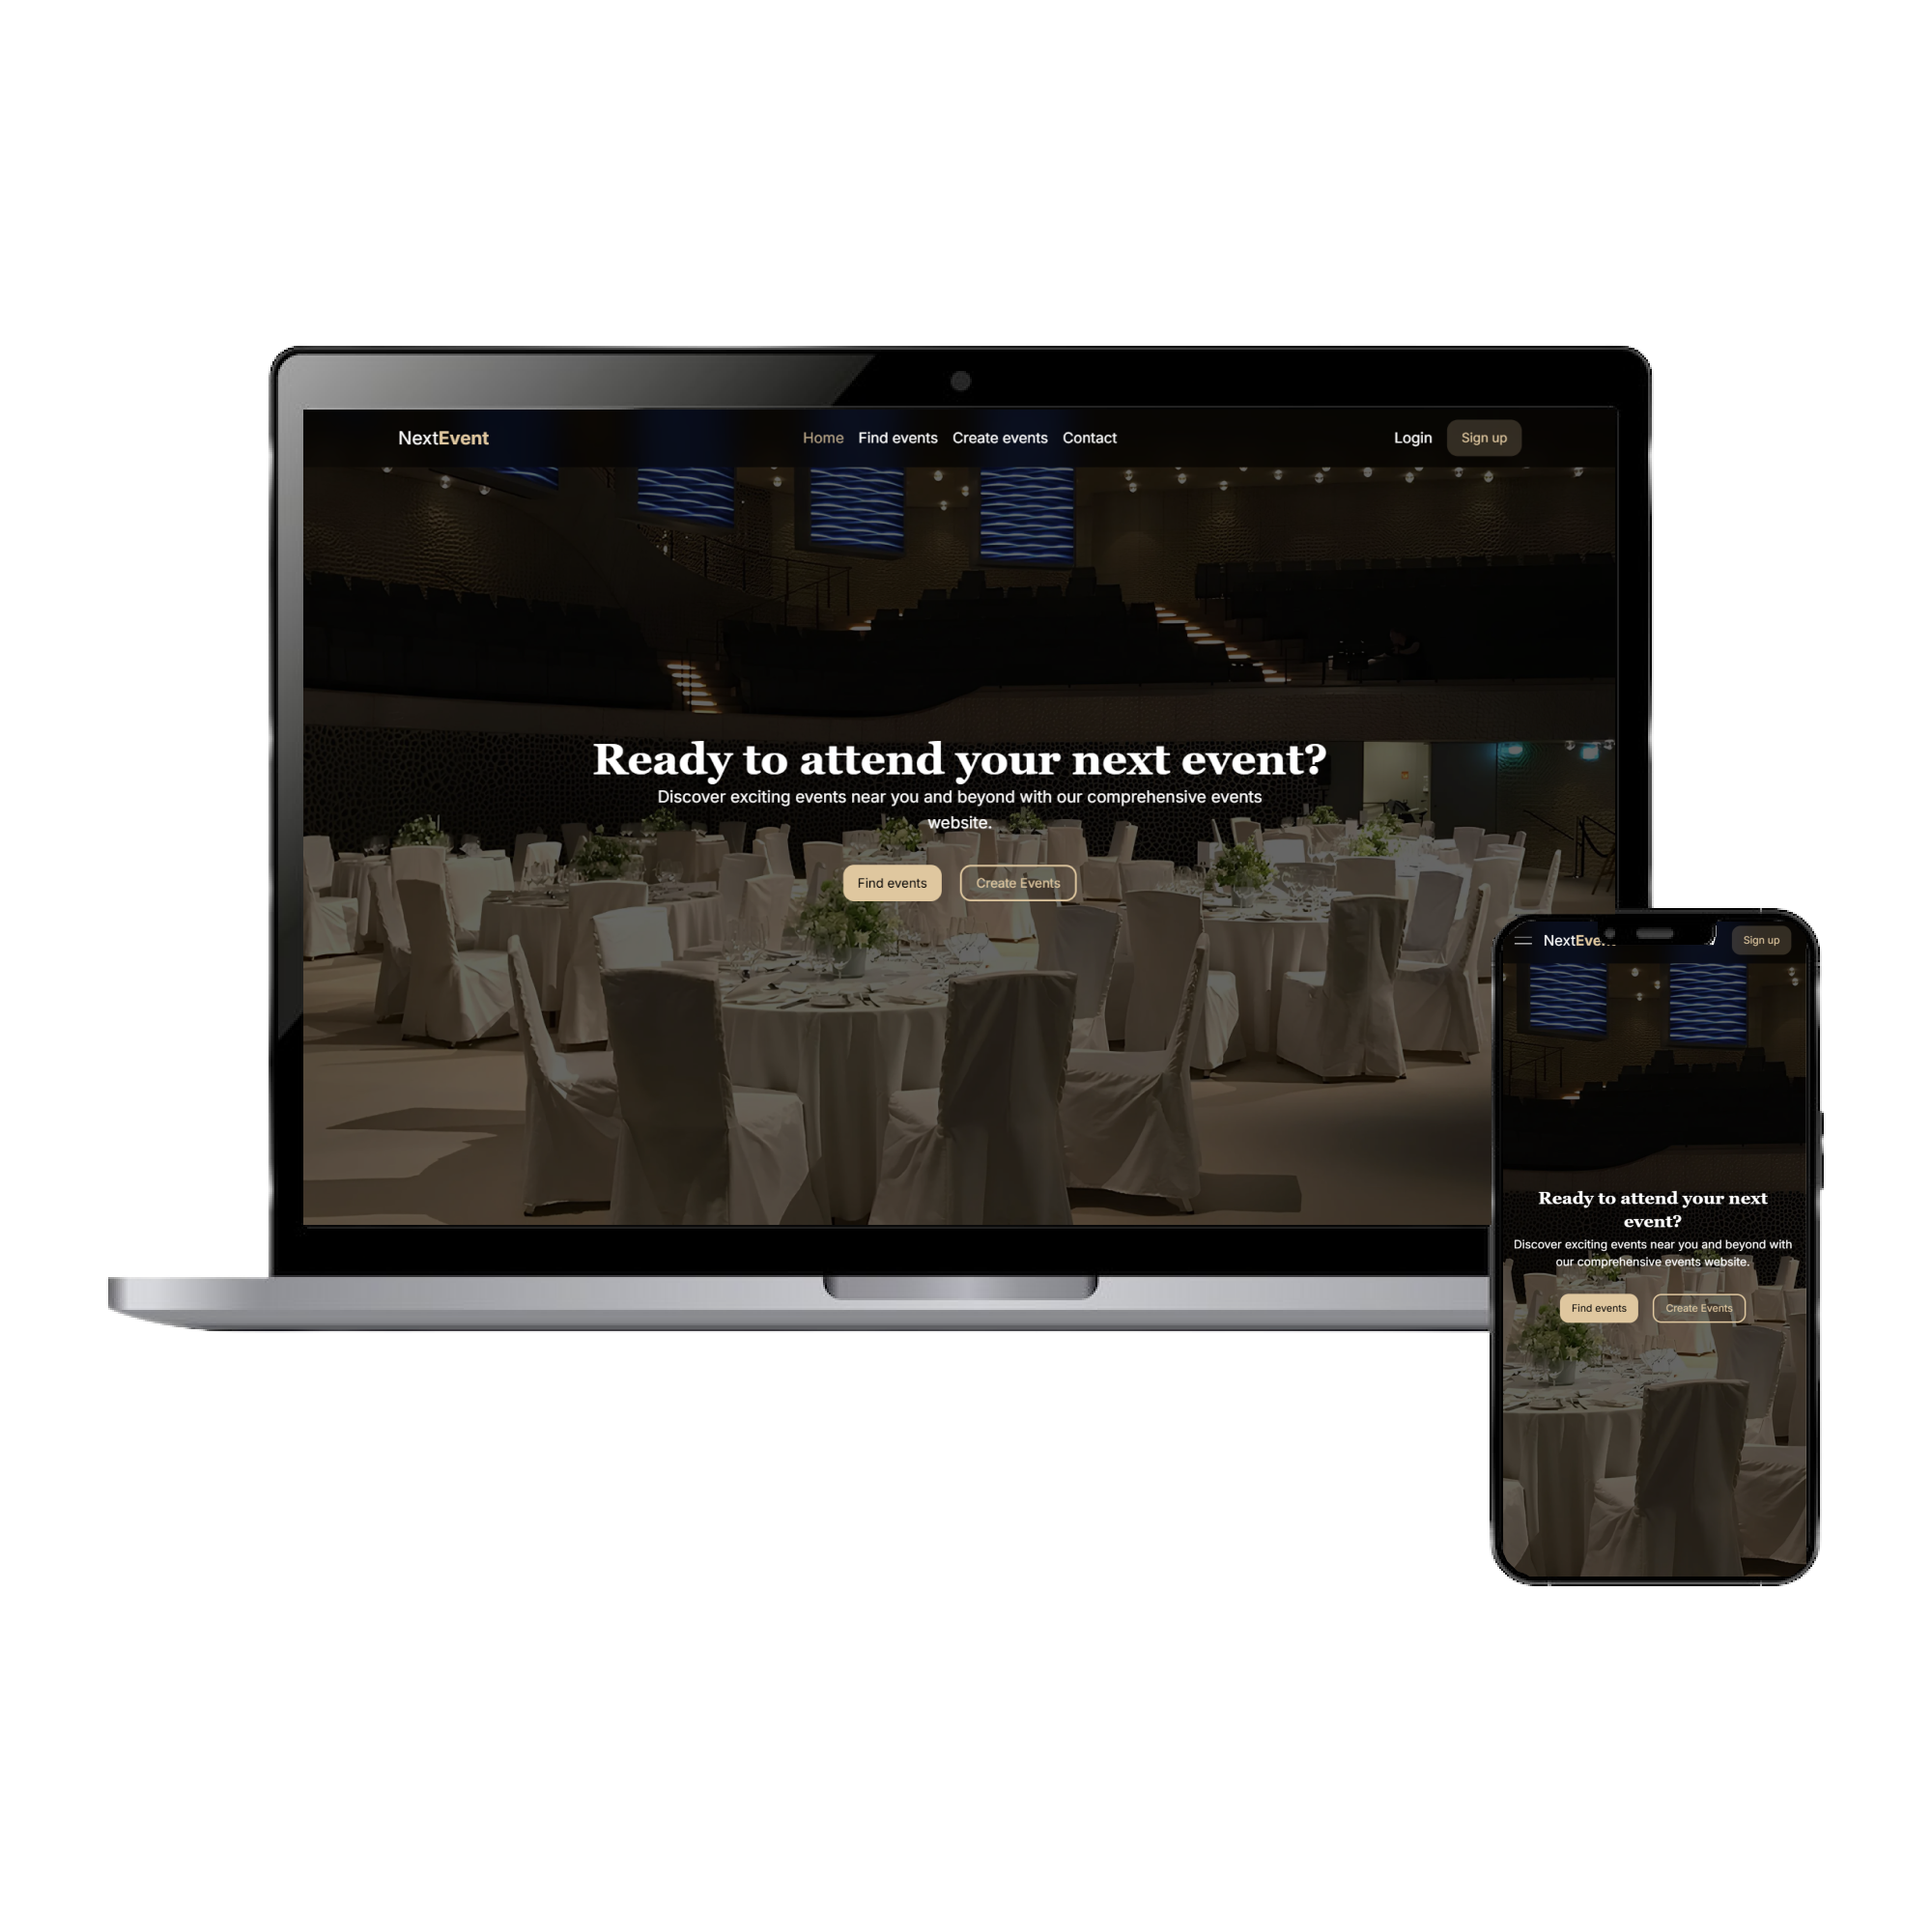 NextEvent
Home Find events Create events Contact
Login Sign up
Ready to attend your next event?
Discover exciting events near you and beyond with our comprehensive events
website.
Find events Create Events
Sign up
Ready to attend your next
event?
Discover exciting events near you and beyond with
our comprehensive events website.
Find events Create Events